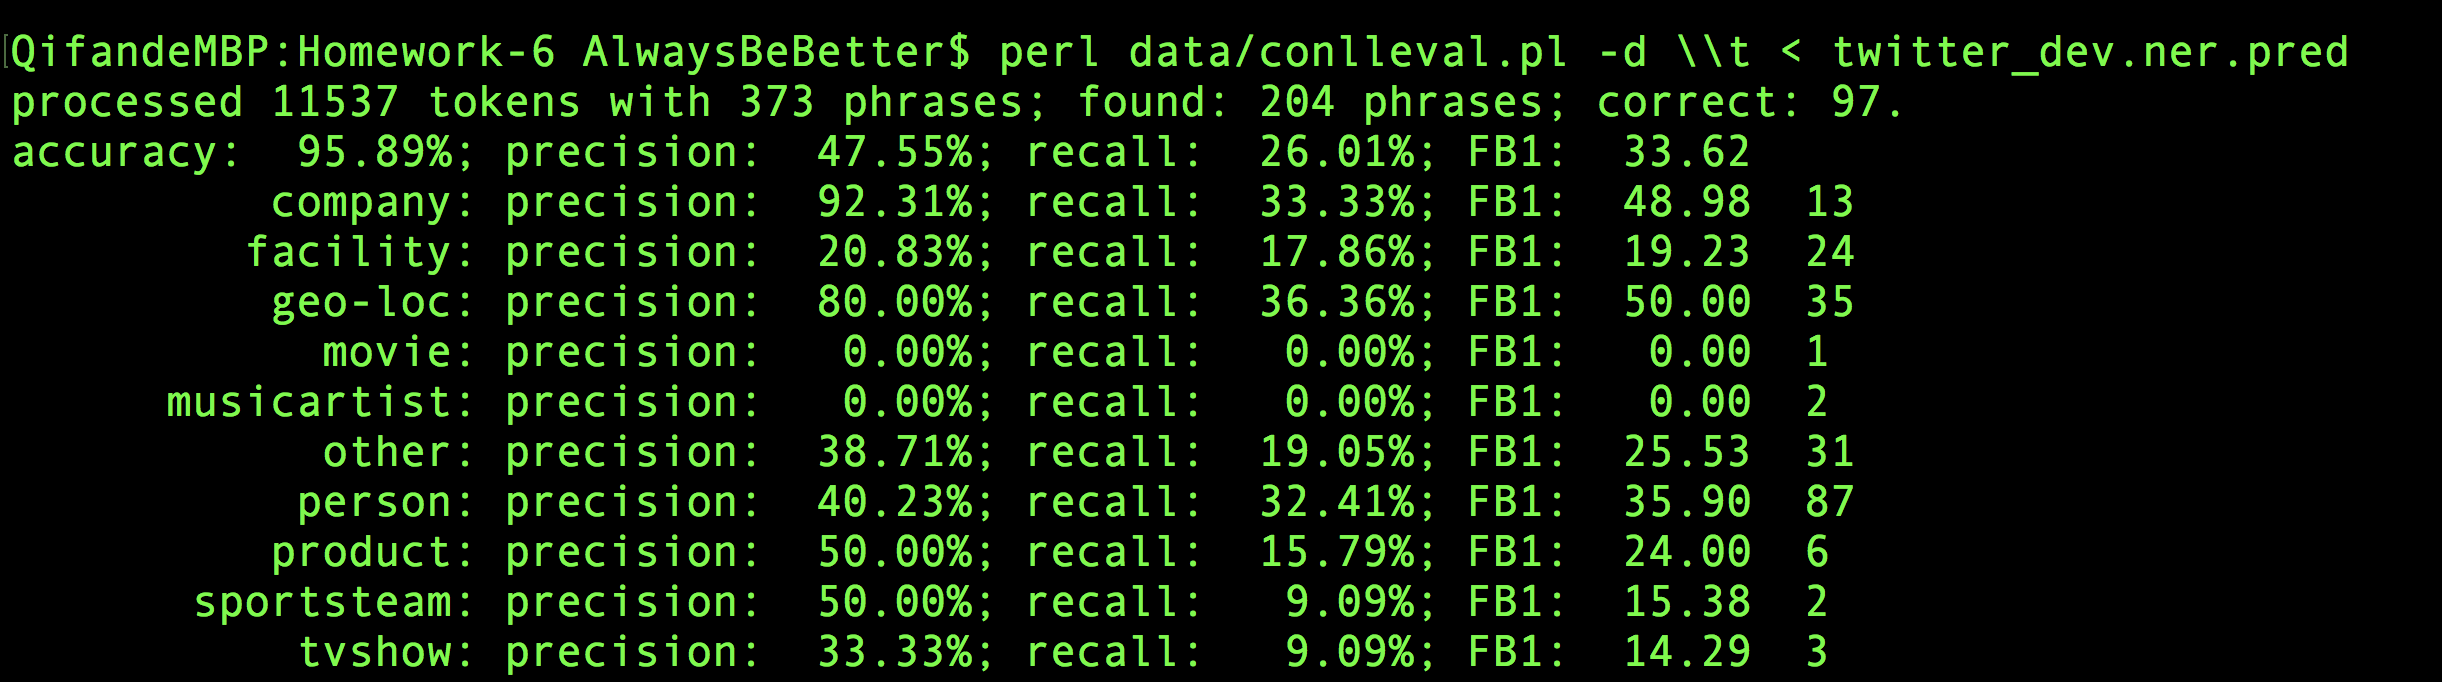 [QifandeMBP:Homework-6 AlwaysBeBetter$ perl data/conlleval.pl -d \\t < twitter_dev.ner.pred
processed 11537 tokens with 373 phrases; found: 204 phrases; correct: 97.
accuracy:  95.89%; precision:  47.55%; recall:  26.01%; FB1:  33.62
          company: precision:  92.31%; recall:  33.33%; FB1:  48.98  13
         facility: precision:  20.83%; recall:  17.86%; FB1:  19.23  24
          geo-loc: precision:  80.00%; recall:  36.36%; FB1:  50.00  35
            movie: precision:   0.00%; recall:   0.00%; FB1:   0.00  1
      musicartist: precision:   0.00%; recall:   0.00%; FB1:   0.00  2
            other: precision:  38.71%; recall:  19.05%; FB1:  25.53  31
           person: precision:  40.23%; recall:  32.41%; FB1:  35.90  87
          product: precision:  50.00%; recall:  15.79%; FB1:  24.00  6
       sportsteam: precision:  50.00%; recall:   9.09%; FB1:  15.38  2
           tvshow: precision:  33.33%; recall:   9.09%; FB1:  14.29  3